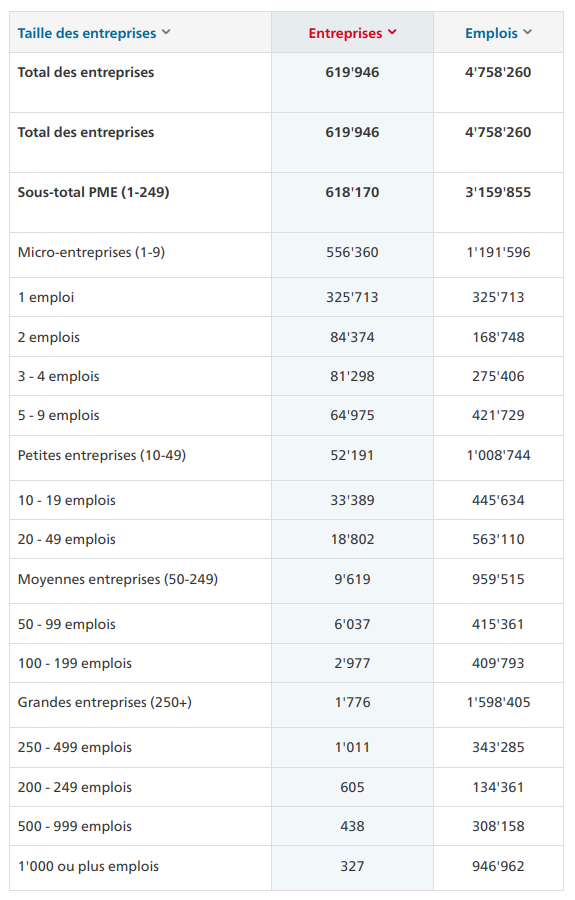 Taille des entreprises Entreprises Emplois
Total des entreprises 619'946 4'758'260
Total des entreprises 619'946 4'758'260
Sous-total PME (1-249) 618'170 3'159'855
Micro-entreprises (1-9) 556'360 1'191'596
1 emploi 325'713 325'713
2 emplois 84'374 168'748
3 - 4 emplois 81'298 275'406
5 - 9 emplois 64'975 421'729
Petites entreprises (10-49) 52'191 1'008'744
10 - 19 emplois 33'389 445'634
20 - 49 emplois 18'802 563'110
Moyennes entreprises (50-249) 9'619 959'515
50 - 99 emplois 6'037 415'361
100 - 199 emplois 2'977 409'793
Grandes entreprises (250+) 1'776 1'598'405
250 - 499 emplois 1'011 343'285
200 - 249 emplois 605 134'361
500 - 999 emplois 438 308'158
1'000 ou plus emplois 327 946'962